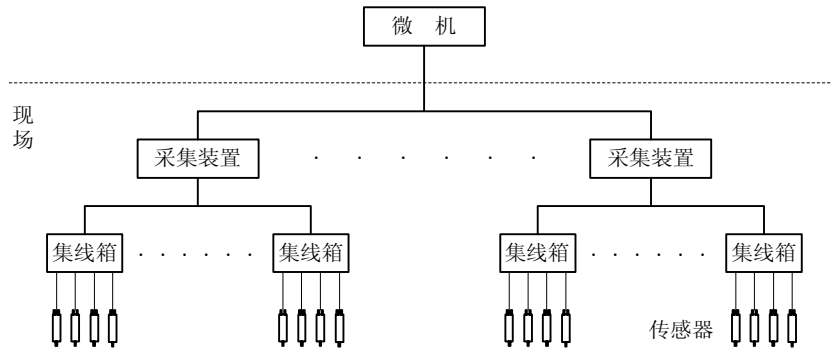 微 机
现
场
采集装置 · · · · · · 采集装置
集线箱 · · · · · · 集线箱 集线箱 · · · · · · 集线箱
传感器